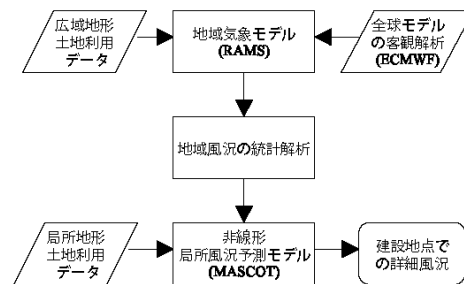 広域地形
土地利用
データ
地域気象モデル
(RAMS)
全球モデル
の客観解析
(ECMWF)
地域風況の統計解析
局所地形
土地利用
データ
非線形
局所風況予測モデル
(MASCOT)
建設地点で
の詳細風況